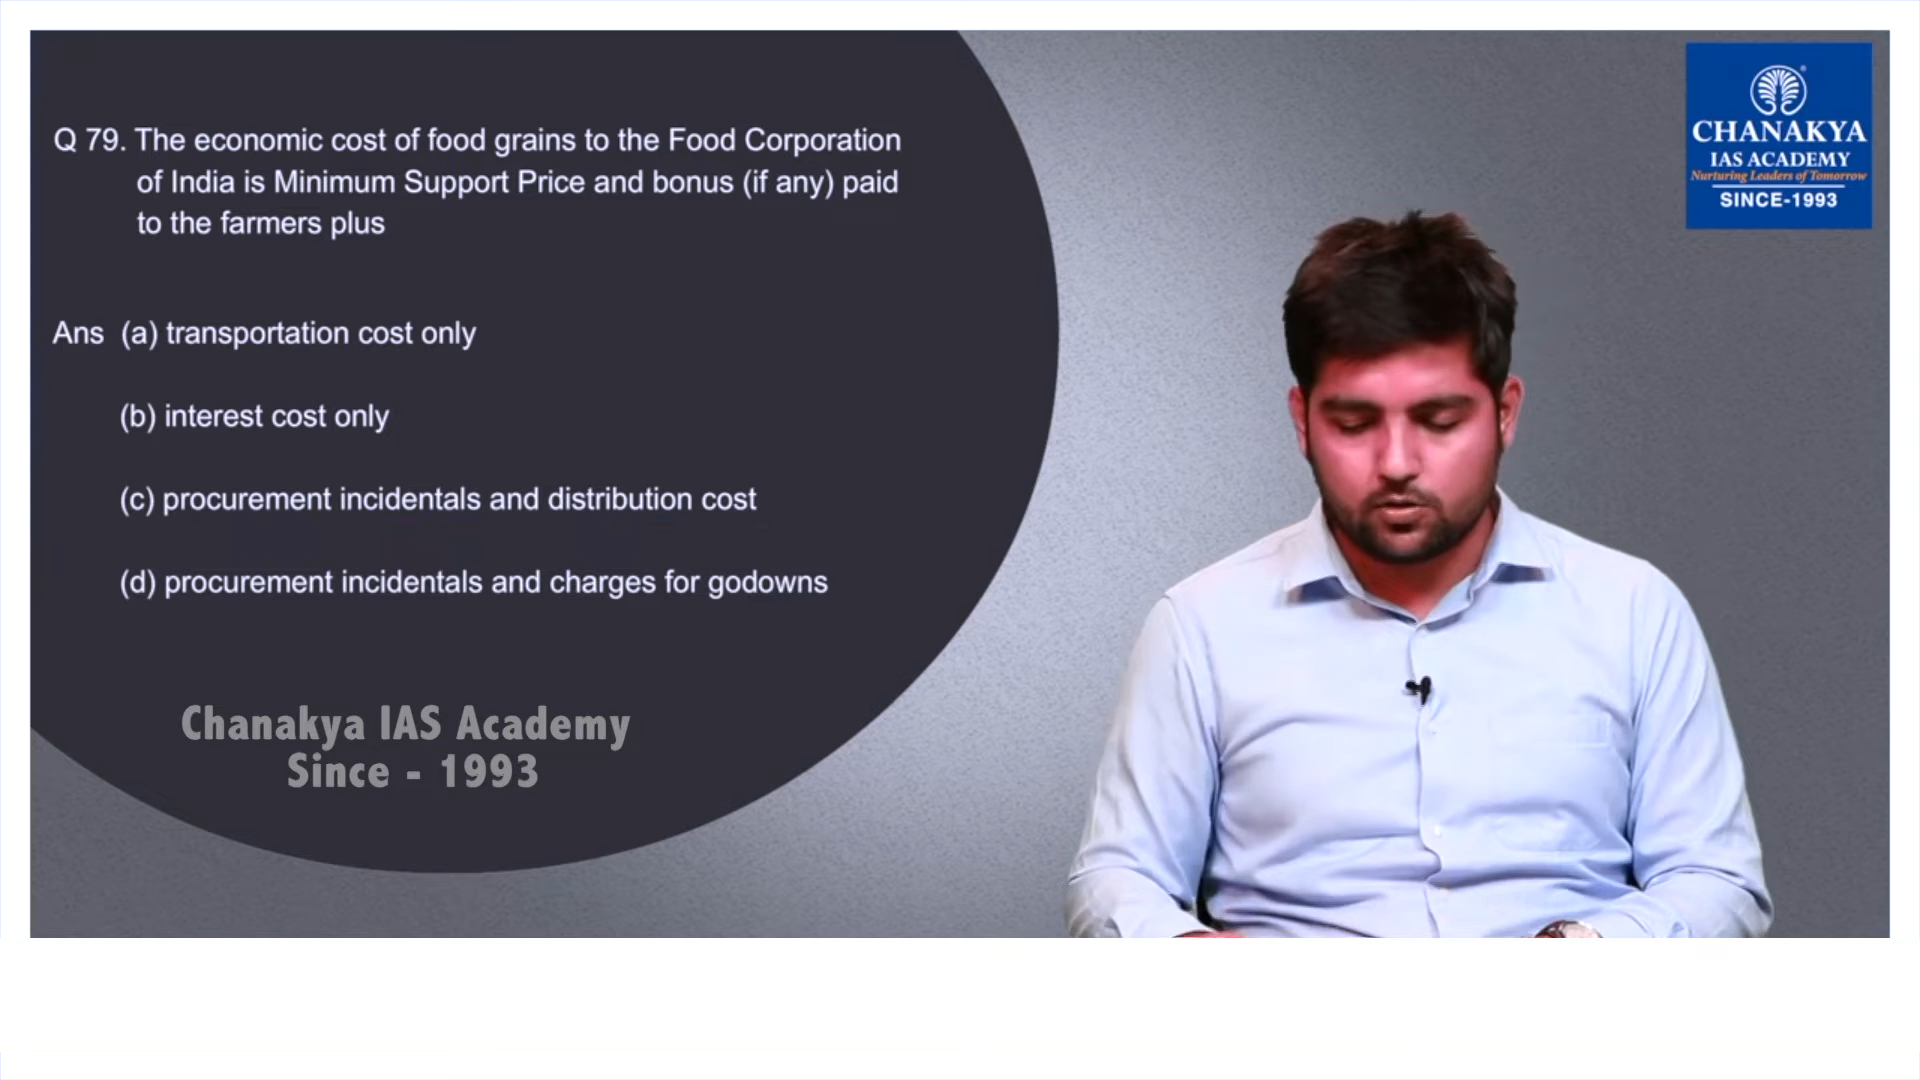 Q 79. The economic cost of food grains to the Food Corporation
of India is Minimum Support Price and bonus (if any) paid
to the farmers plus
Ans (a) transportation cost only
(b) interest cost only
(c) procurement incidentals and distribution cost
(d) procurement incidentals and charges for godowns
Chanakya IAS Academy
Since - 1993
CHANAKYA
IAS ACADEMY
Nurturing Leaders of Tomorrow
SINCE-1993